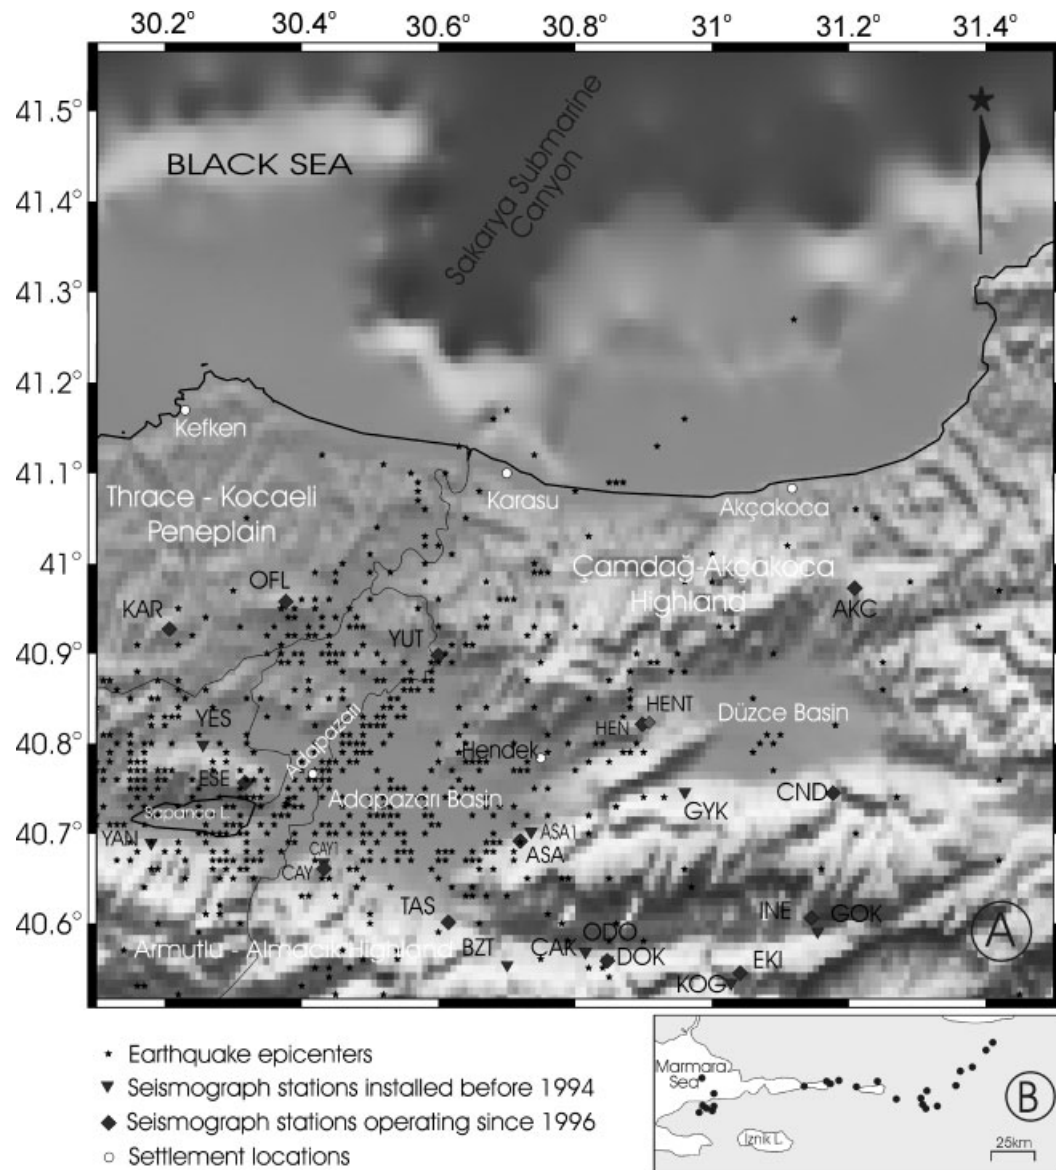 30.2° 30.4° 30.6° 30.8° 31° 31.2° 31.4°
41.5°
BLACK SEA
Sakarya Submarine
Canyon
41.4°
41.3°
41.2°
Kefken
41.1°
Karasu
Akçakoca
Thrace - Kocaeli
Peneplain
41°
Çamdağ-Akçakoca
Highland
OFL
KAR
AKC
YUT
40.9°
YES
Adapazarı
HENT
HEN
Düzce Basin
40.8°
Hendek
ESE
Adapazarı Basin
CND
Sapanca L.
GYK
40.7°
YAN
ASA1
ASA
CAY1
CAY
TAS
INE
GOK
40.6°
ODO
Armutlu - Almacık Highland
BZT
ÇAK
DOK
EKI
KOG
A
Earthquake epicenters
Seismograph stations installed before 1994
Seismograph stations operating since 1996
Settlement locations
Marmara
Sea
B
Iznik L.
25km